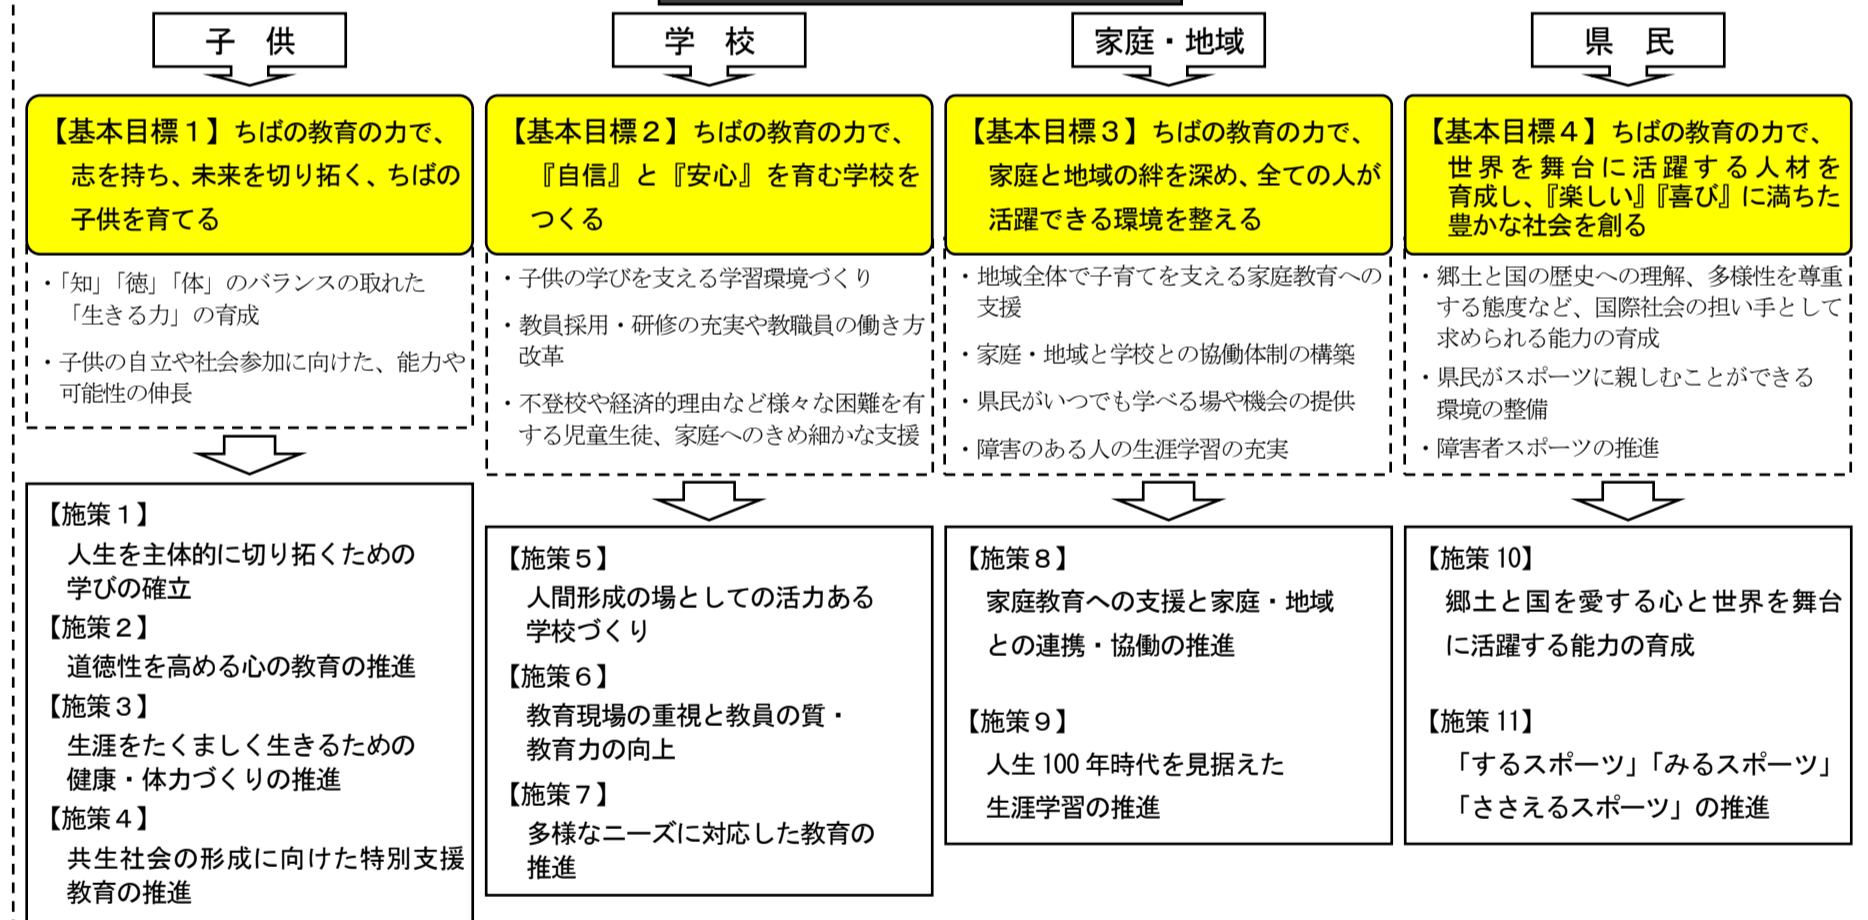 子 供
【基本目標１】ちばの教育の力で、
志を持ち、未来を切り拓く、ちばの
子供を育てる
・「知」「徳」「体」のバランスの取れた
「生きる力」の育成
・子供の自立や社会参加に向けた、能力や
可能性の伸長
【施策１】
人生を主体的に切り拓くための
学びの確立
【施策２】
道徳性を高める心の教育の推進
【施策３】
生涯をたくましく生きるための
健康・体力づくりの推進
【施策４】
共生社会の形成に向けた特別支援
教育の推進
学 校
【基本目標２】ちばの教育の力で、
『自信』と『安心』を育む学校を
つくる
・子供の学びを支える学習環境づくり
・教員採用・研修の充実や教職員の働き方
改革
・不登校や経済的理由など様々な困難を有
する児童生徒、家庭へのきめ細かな支援
【施策５】
人間形成の場としての活力ある
学校づくり
【施策６】
教育現場の重視と教員の質・
教育力の向上
【施策７】
多様なニーズに対応した教育の
推進
家庭・地域
【基本目標３】ちばの教育の力で、
家庭と地域の絆を深め、全ての人が
活躍できる環境を整える
・地域全体で子育てを支える家庭教育への
支援
・家庭・地域と学校との協働体制の構築
・県民がいつでも学べる場や機会の提供
・障害のある人の生涯学習の充実
【施策８】
家庭教育への支援と家庭・地域
との連携・協働の推進
【施策９】
人生 100 年時代を見据えた
生涯学習の推進
県 民
【基本目標４】ちばの教育の力で、
世界を舞台に活躍する人材を
育成し、『楽しい』『喜び』に満ちた
豊かな社会を創る
・郷土と国の歴史への理解、多様性を尊重
する態度など、国際社会の担い手として
求められる能力の育成
・県民がスポーツに親しむことができる
環境の整備
・障害者スポーツの推進
【施策 10】
郷土と国を愛する心と世界を舞台
に活躍する能力の育成
【施策 11】
「するスポーツ」「みるスポーツ」
「ささえるスポーツ」の推進